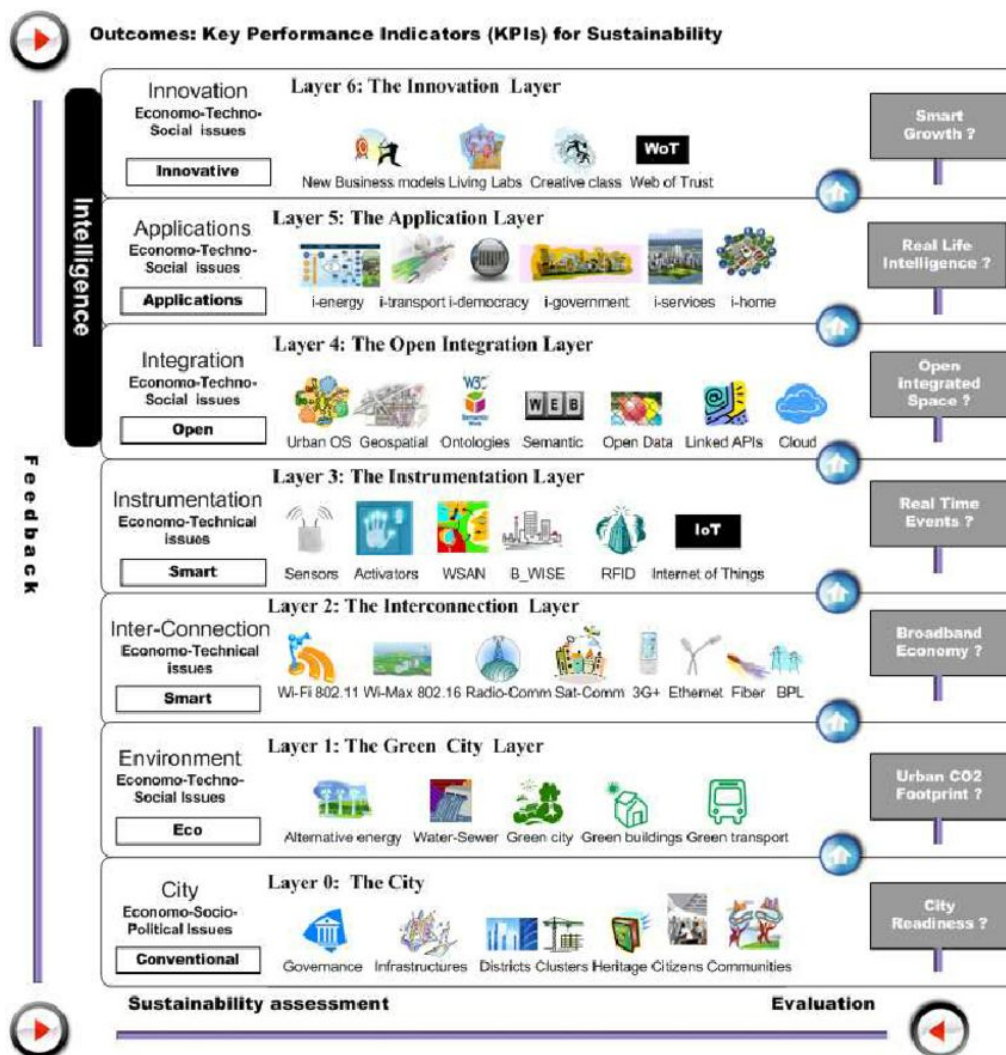 Outcomes: Key Performance Indicators (KPIs) for Sustainability
Intelligence
Feedback
Innovation
Economo-Techno-
Social issues
Innovative
Layer 6: The Innovation Layer
WoT
New Business models Living Labs Creative class Web of Trust
Smart
Growth ?
Applications
Economo-Techno-
Social issues
Applications
Layer 5: The Application Layer
i-energy i-transport i-democracy i-government i-services i-home
Real Life
Intelligence ?
Integration
Economo-Techno-
Social issues
Open
Layer 4: The Open Integration Layer
W3C
Semantic
Web
WEB
Urban OS Geospatial Ontologies Semantic Open Data Linked APIs Cloud
Open
Integrated
Space ?
Instrumentation
Economo-Technical
issues
Smart
Layer 3: The Instrumentation Layer
IoT
Sensors Activators WSAN B_WISE RFID Internet of Things
Real Time
Events ?
Inter-Connection
Economo-Technical
issues
Smart
Layer 2: The Interconnection Layer
Wi-Fi 802.11 Wi-Max 802.16 Radio-Comm Sat-Comm 3G+ Ethernet Fiber BPL
Broadband
Economy ?
Environment
Economo-Techno-
Social Issues
Eco
Layer 1: The Green City Layer
Alternative energy Water-Sewer Green city Green buildings Green transport
Urban CO2
Footprint ?
City
Economo-Socio-
Political Issues
Conventional
Layer 0: The City
Governance Infrastructures Districts Clusters Heritage Citizens Communities
City
Readiness ?
Sustainability assessment
Evaluation